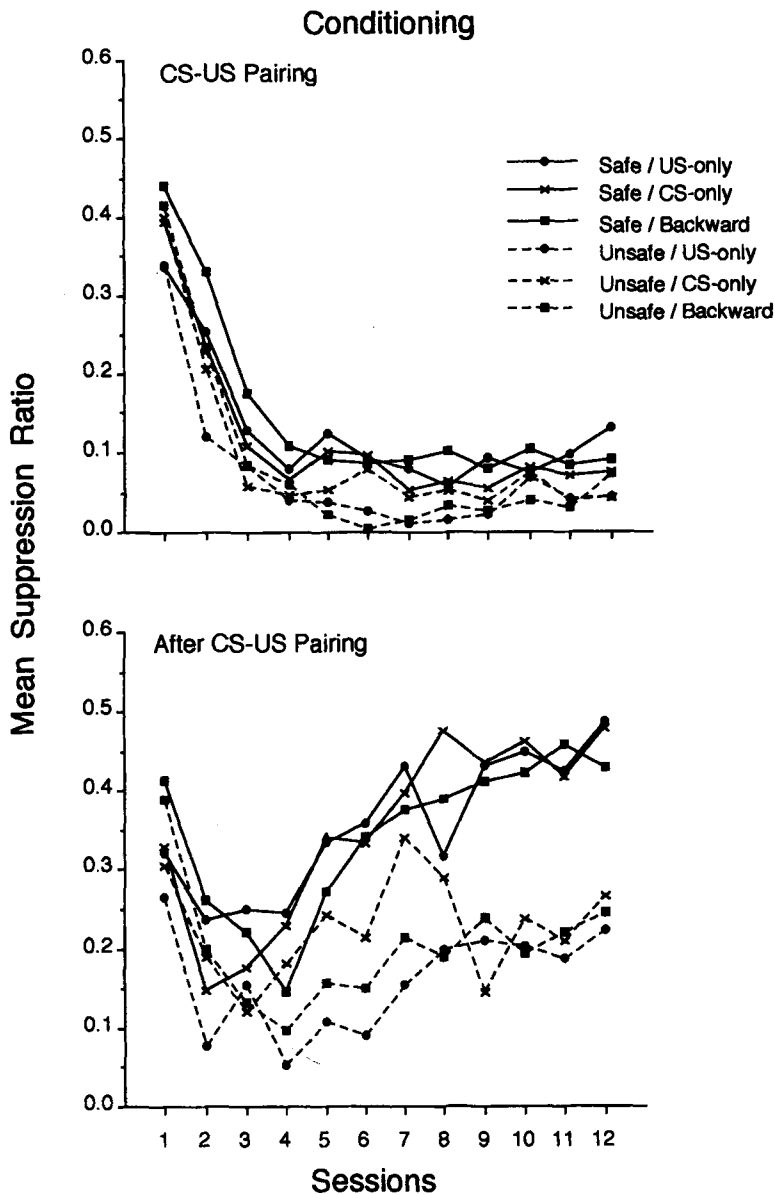 Conditioning
CS-US Pairing
0.6
0.5
0.4
0.3
0.2
0.1
0.0
Safe / US-only
Safe / CS-only
Safe / Backward
Unsafe / US-only
Unsafe / CS-only
Unsafe / Backward
Mean Suppression Ratio
After CS-US Pairing
0.6
0.5
0.4
0.3
0.2
0.1
0.0
1 2 3 4 5 6 7 8 9 10 11 12
Sessions